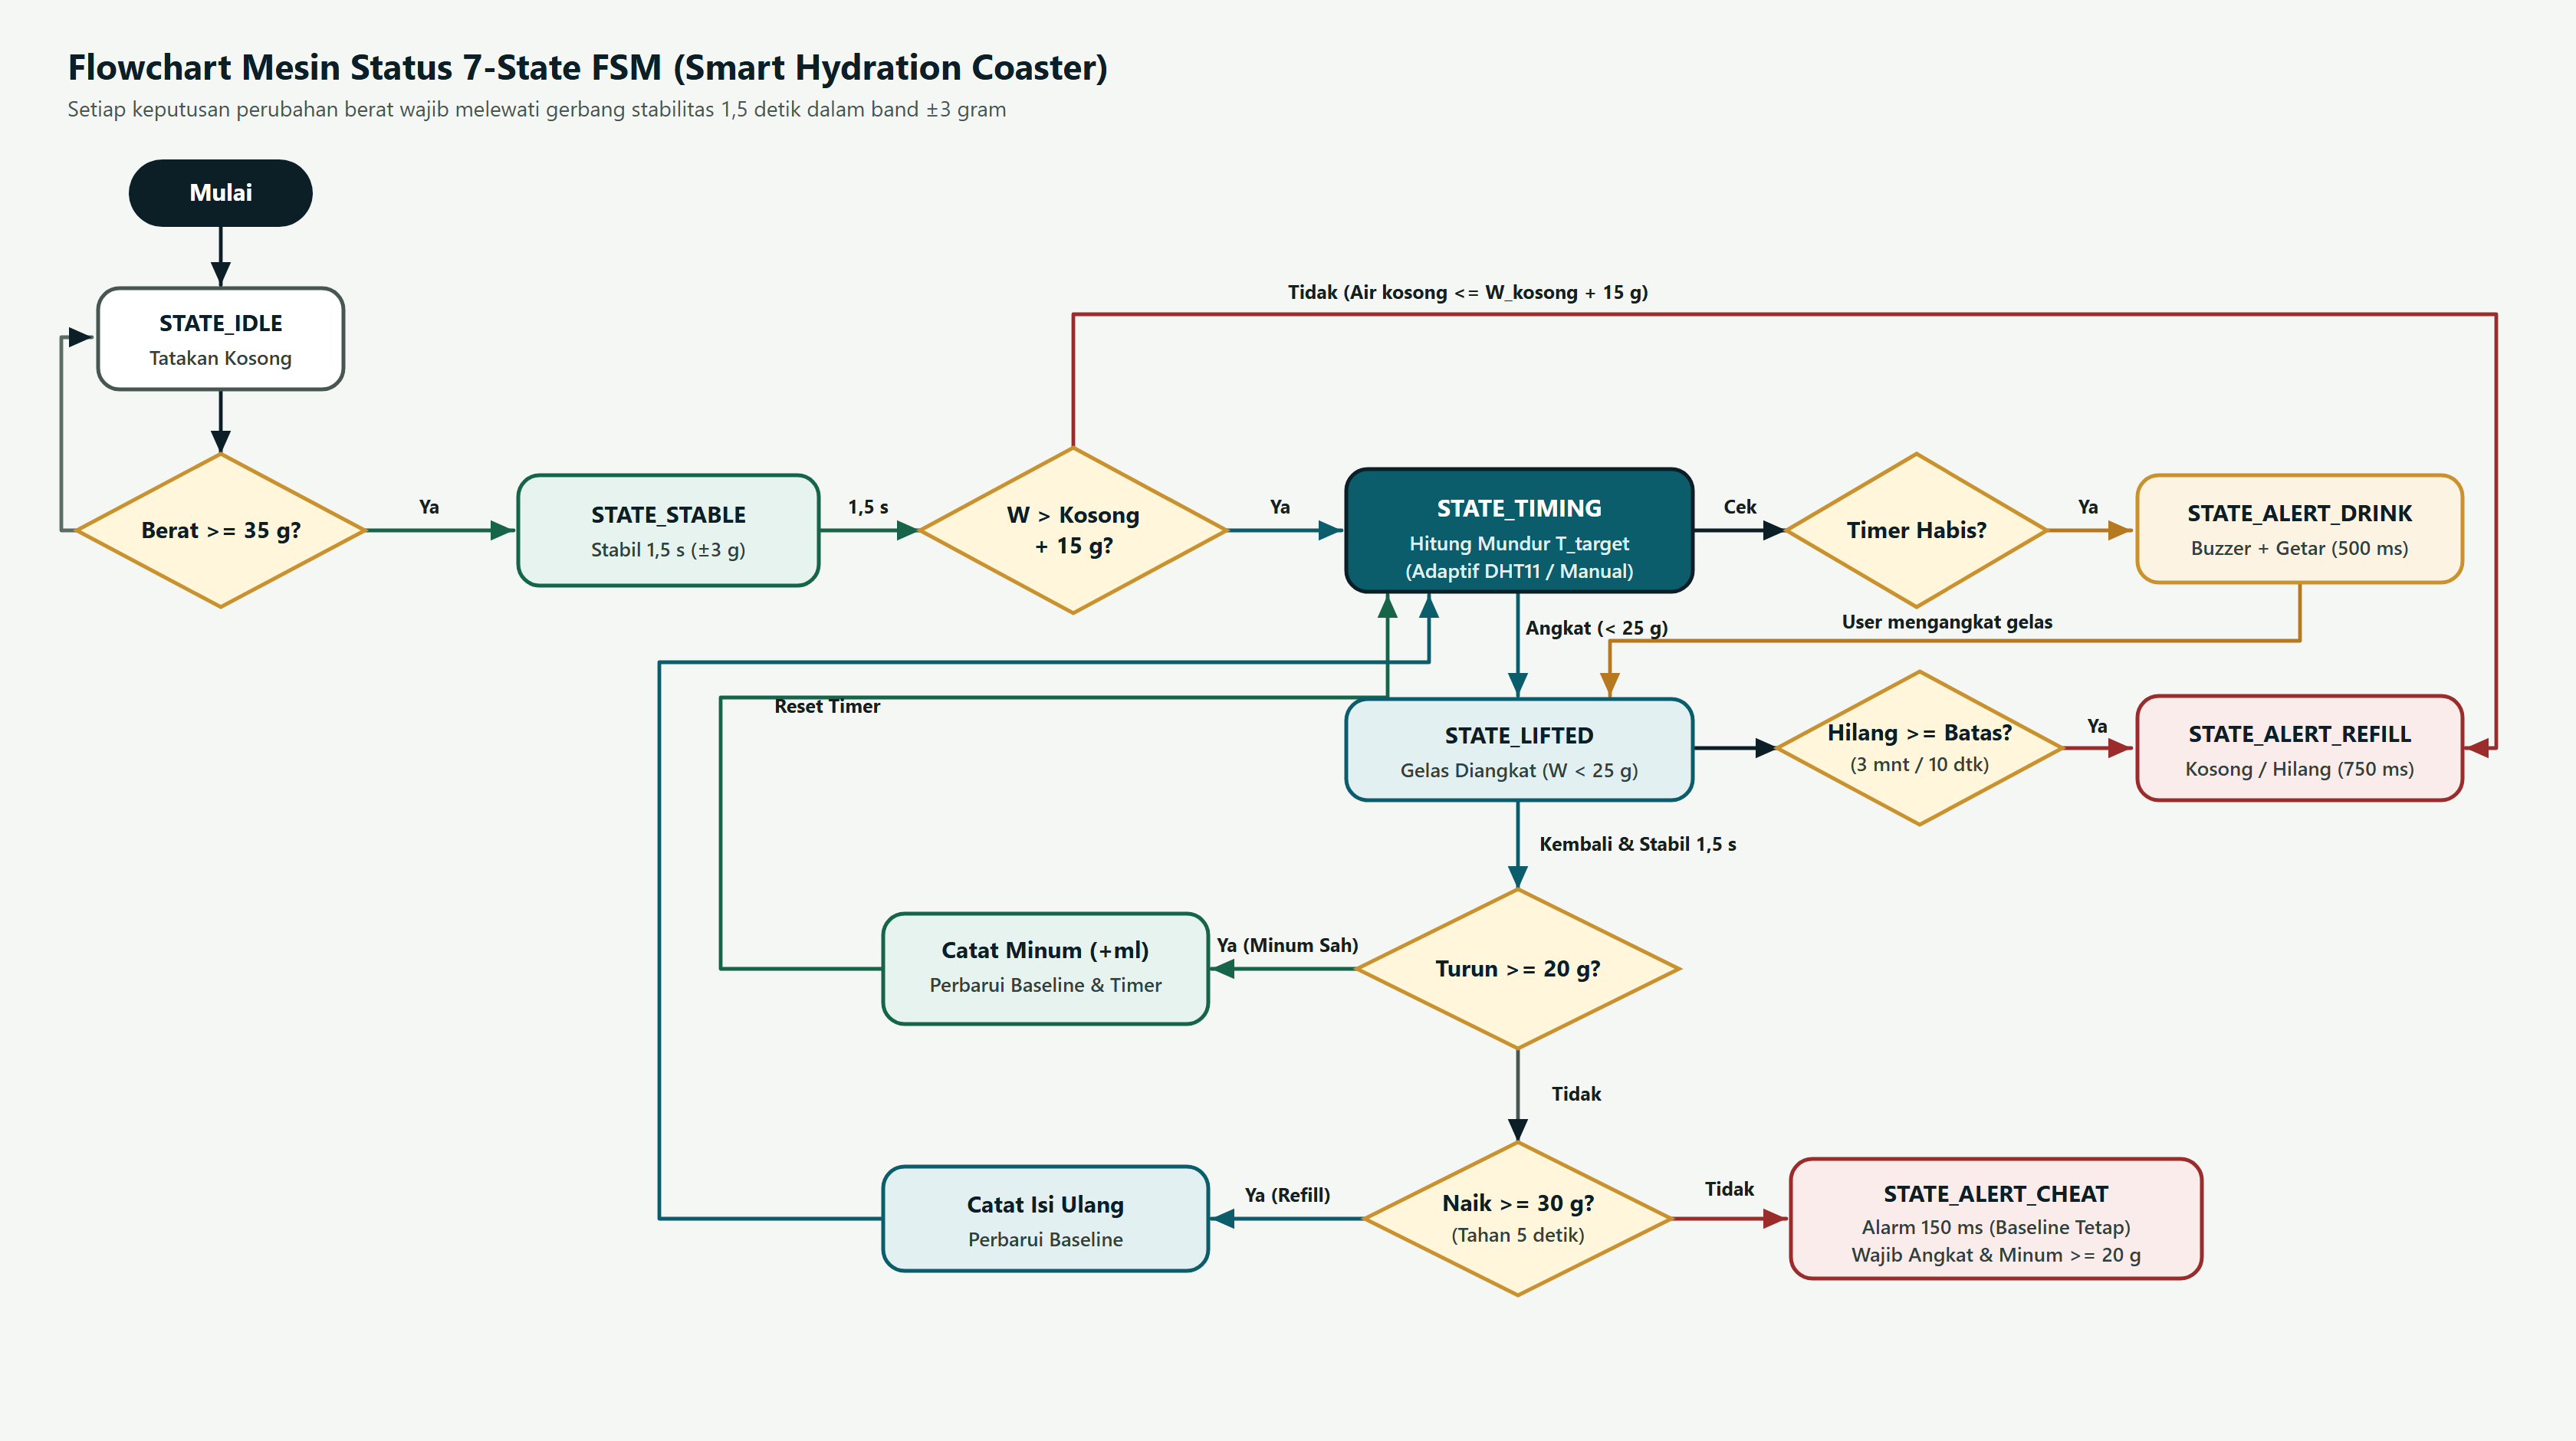 Flowchart Mesin Status 7-State FSM (Smart Hydration Coaster)
Setiap keputusan perubahan berat wajib melewati gerbang stabilitas 1,5 detik dalam band ±3 gram
Mulai
STATE_IDLE
Tatakan Kosong
Berat >= 35 g?
Ya
STATE_STABLE
Stabil 1,5 s (±3 g)
1,5 s
W > Kosong
+ 15 g?
Tidak (Air kosong <= W_kosong + 15 g)
Ya
STATE_TIMING
Hitung Mundur T_target
(Adaptif DHT11 / Manual)
Cek
Timer Habis?
Ya
STATE_ALERT_DRINK
Buzzer + Getar (500 ms)
User mengangkat gelas
Angkat (< 25 g)
Reset Timer
STATE_LIFTED
Gelas Diangkat (W < 25 g)
Hilang >= Batas?
(3 mnt / 10 dtk)
Ya
STATE_ALERT_REFILL
Kosong / Hilang (750 ms)
Kembali & Stabil 1,5 s
Turun >= 20 g?
Ya (Minum Sah)
Catat Minum (+ml)
Perbarui Baseline & Timer
Tidak
Naik >= 30 g?
(Tahan 5 detik)
Ya (Refill)
Catat Isi Ulang
Perbarui Baseline
Tidak
STATE_ALERT_CHEAT
Alarm 150 ms (Baseline Tetap)
Wajib Angkat & Minum >= 20 g